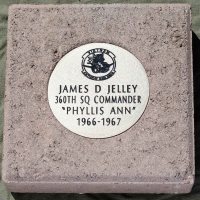 JAMES D JELLEY
360TH SQ COMMANDER
"PHYLLIS ANN"
1966-1967